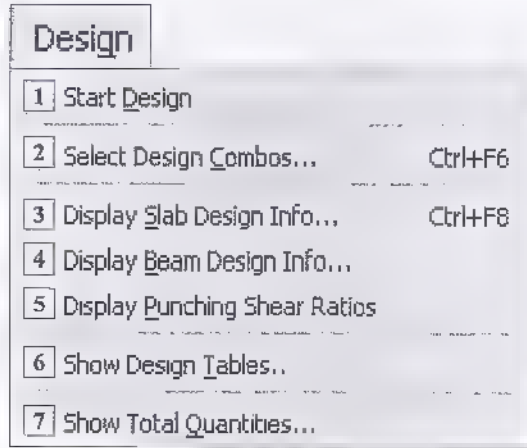 Design
1 Start Design
2 Select Design Combos... Ctrl+F6
3 Display Slab Design Info... Ctrl+F8
4 Display Beam Design Info...
5 Display Punching Shear Ratios
6 Show Design Tables..
7 Show Total Quantities...